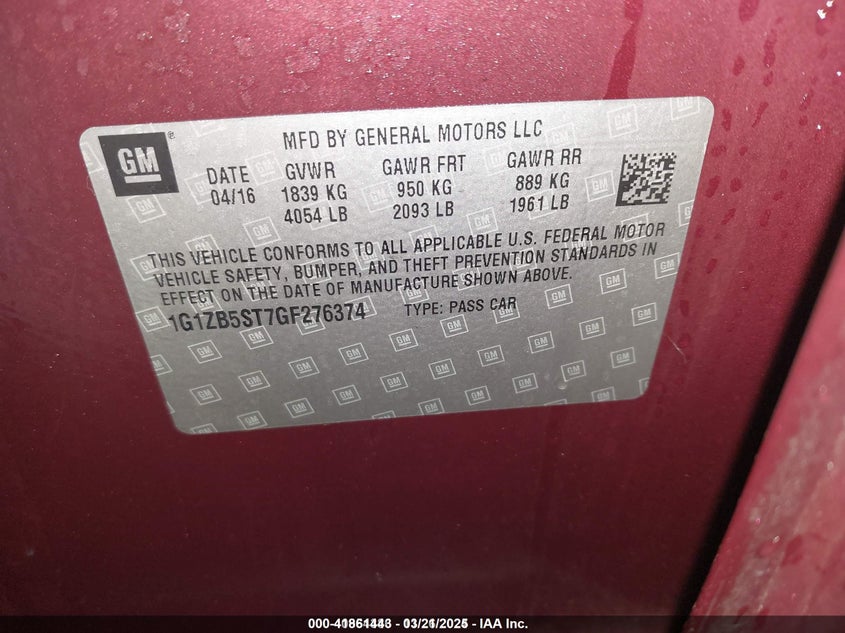 GM®
MFD BY GENERAL MOTORS LLC
DATE GVWR GAWR FRT GAWR RR
04/16 1839 KG 950 KG 889 KG
4054 LB 2093 LB 1961 LB
THIS VEHICLE CONFORMS TO ALL APPLICABLE U.S. FEDERAL MOTOR
VEHICLE SAFETY, BUMPER, AND THEFT PREVENTION STANDARDS IN
EFFECT ON THE DATE OF MANUFACTURE SHOWN ABOVE.
1G1ZB5ST7GF276374 TYPE: PASS CAR
- IAA Inc.